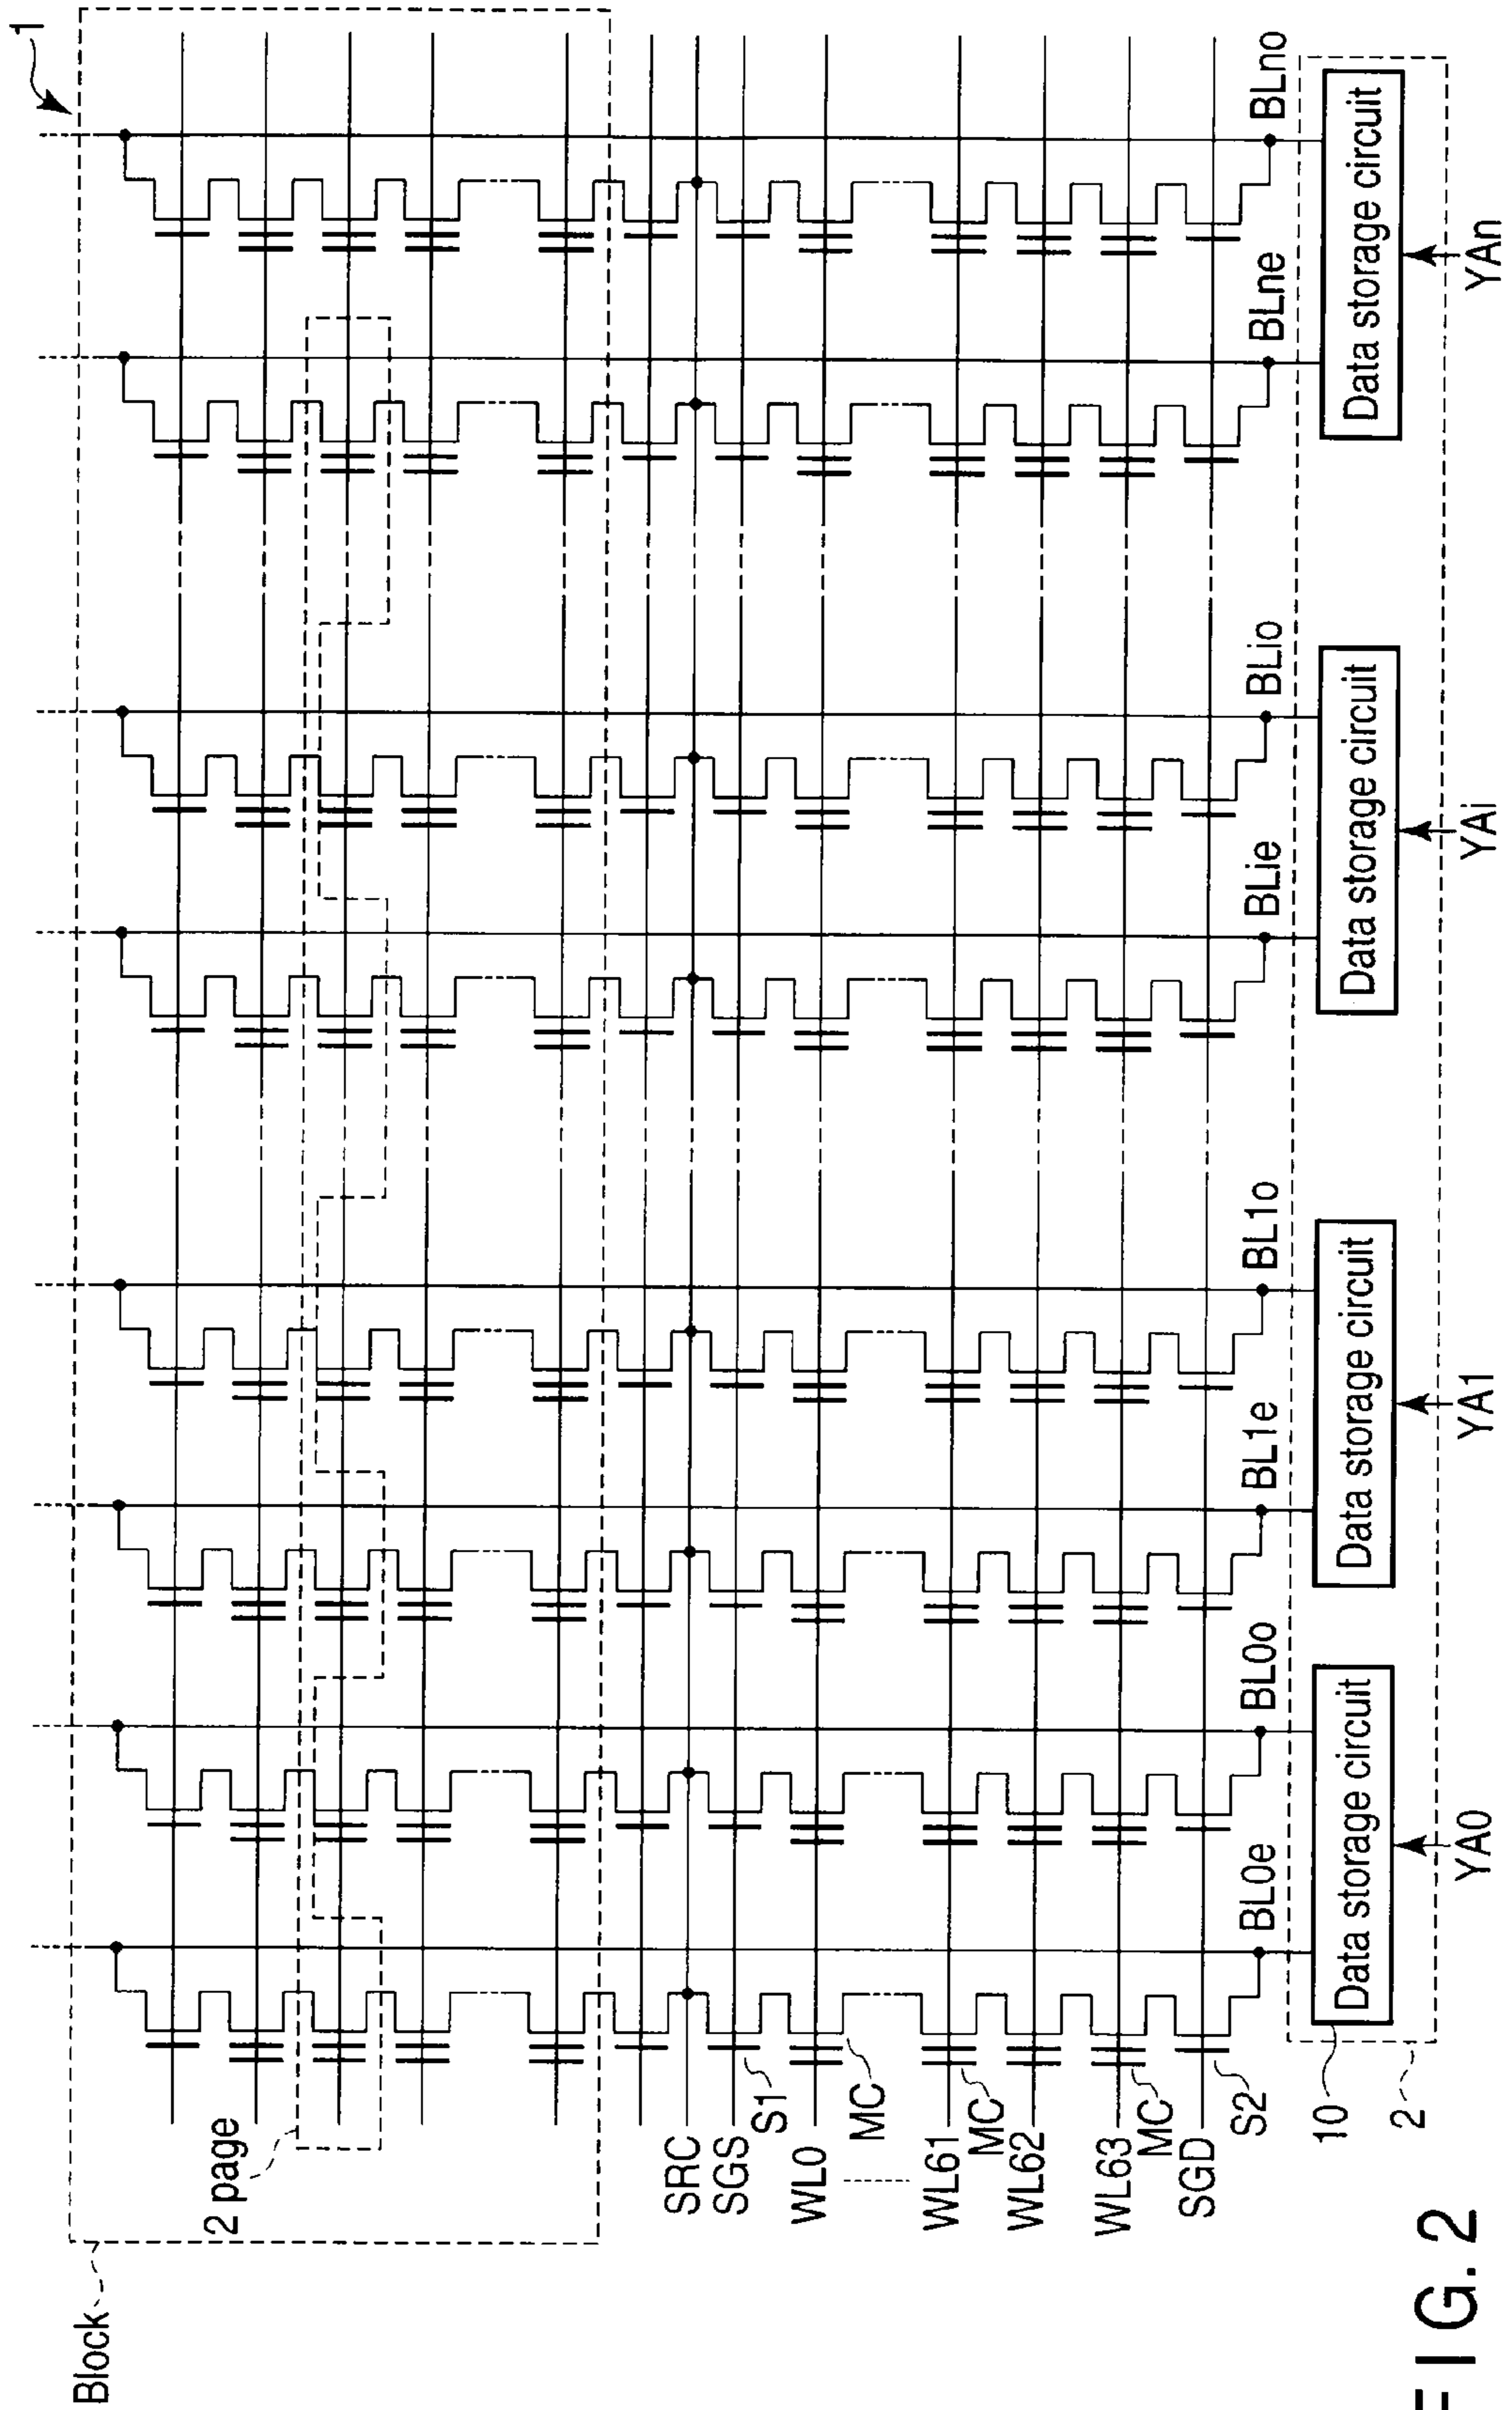 1
Block
2 page
SRC
SGS
S1
WL0
MC
WL61
MC
WL62
WL63
MC
SGD
S2
BL0e
BL0o
BL1e
BL1o
BLie
BLio
BLne
BLno
10
Data storage circuit
Data storage circuit
Data storage circuit
Data storage circuit
2
YA0
YA1
YAi
YAn
FIG. 2